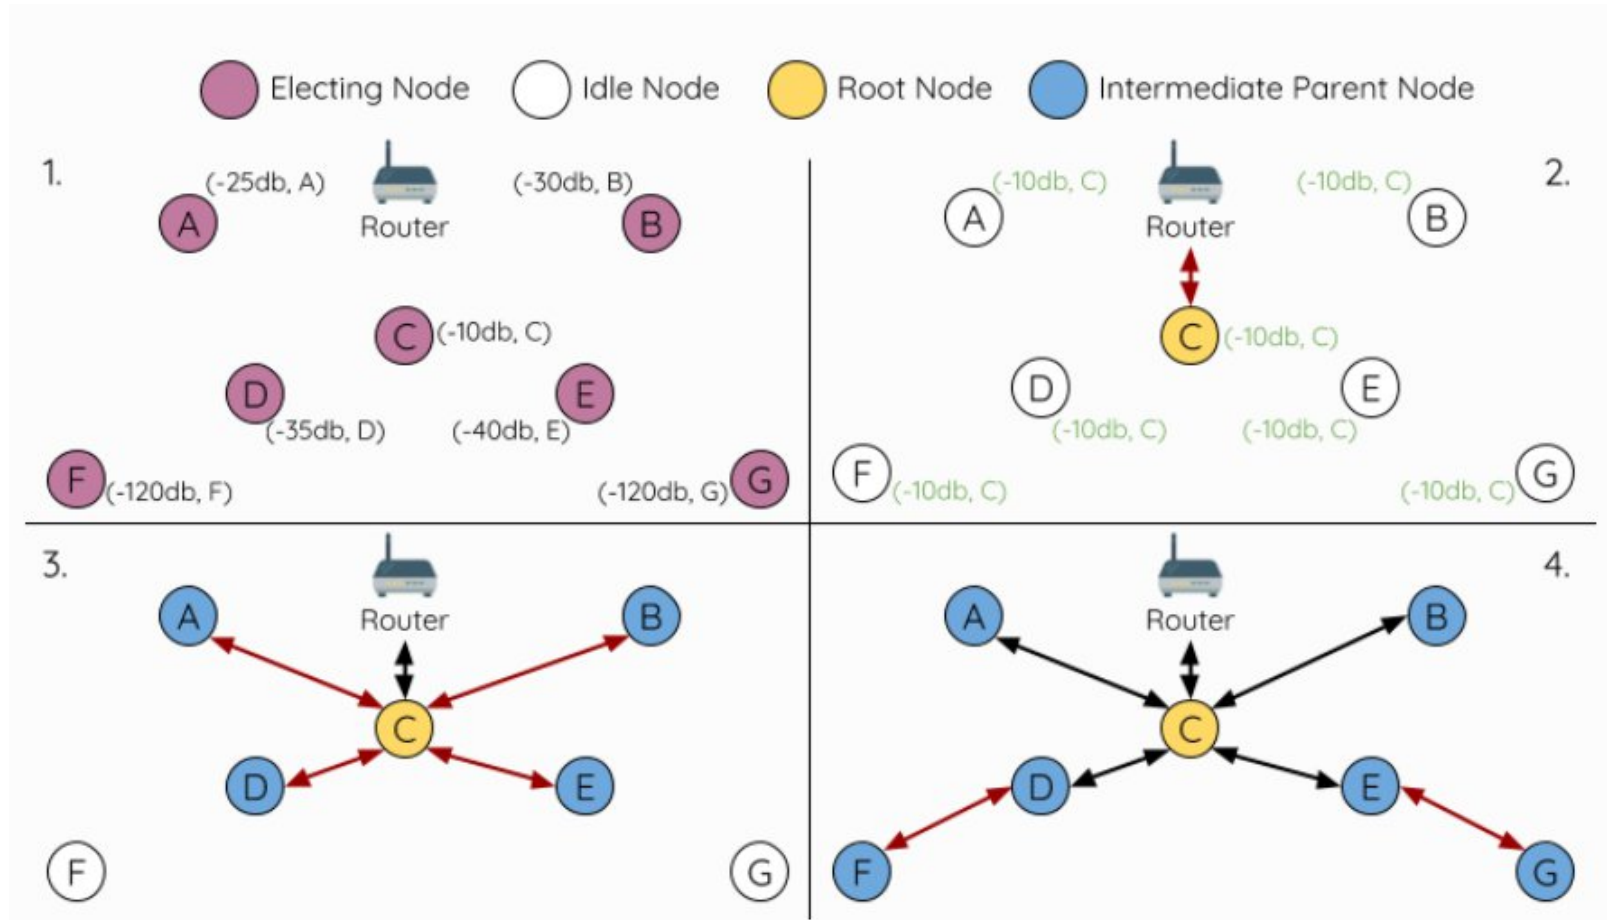 Electing Node
Idle Node
Root Node
Intermediate Parent Node
1.
(-25db, A)
(-30db, B)
A
Router
B
C
(-10db, C)
D
E
(-35db, D)
(-40db, E)
F
(-120db, F)
(-120db, G)
G
2.
(-10db, C)
(-10db, C)
A
Router
B
C
(-10db, C)
D
E
(-10db, C)
(-10db, C)
F
(-10db, C)
(-10db, C)
G
3.
A
Router
B
C
D
E
F
G
4.
A
Router
B
C
D
E
F
G